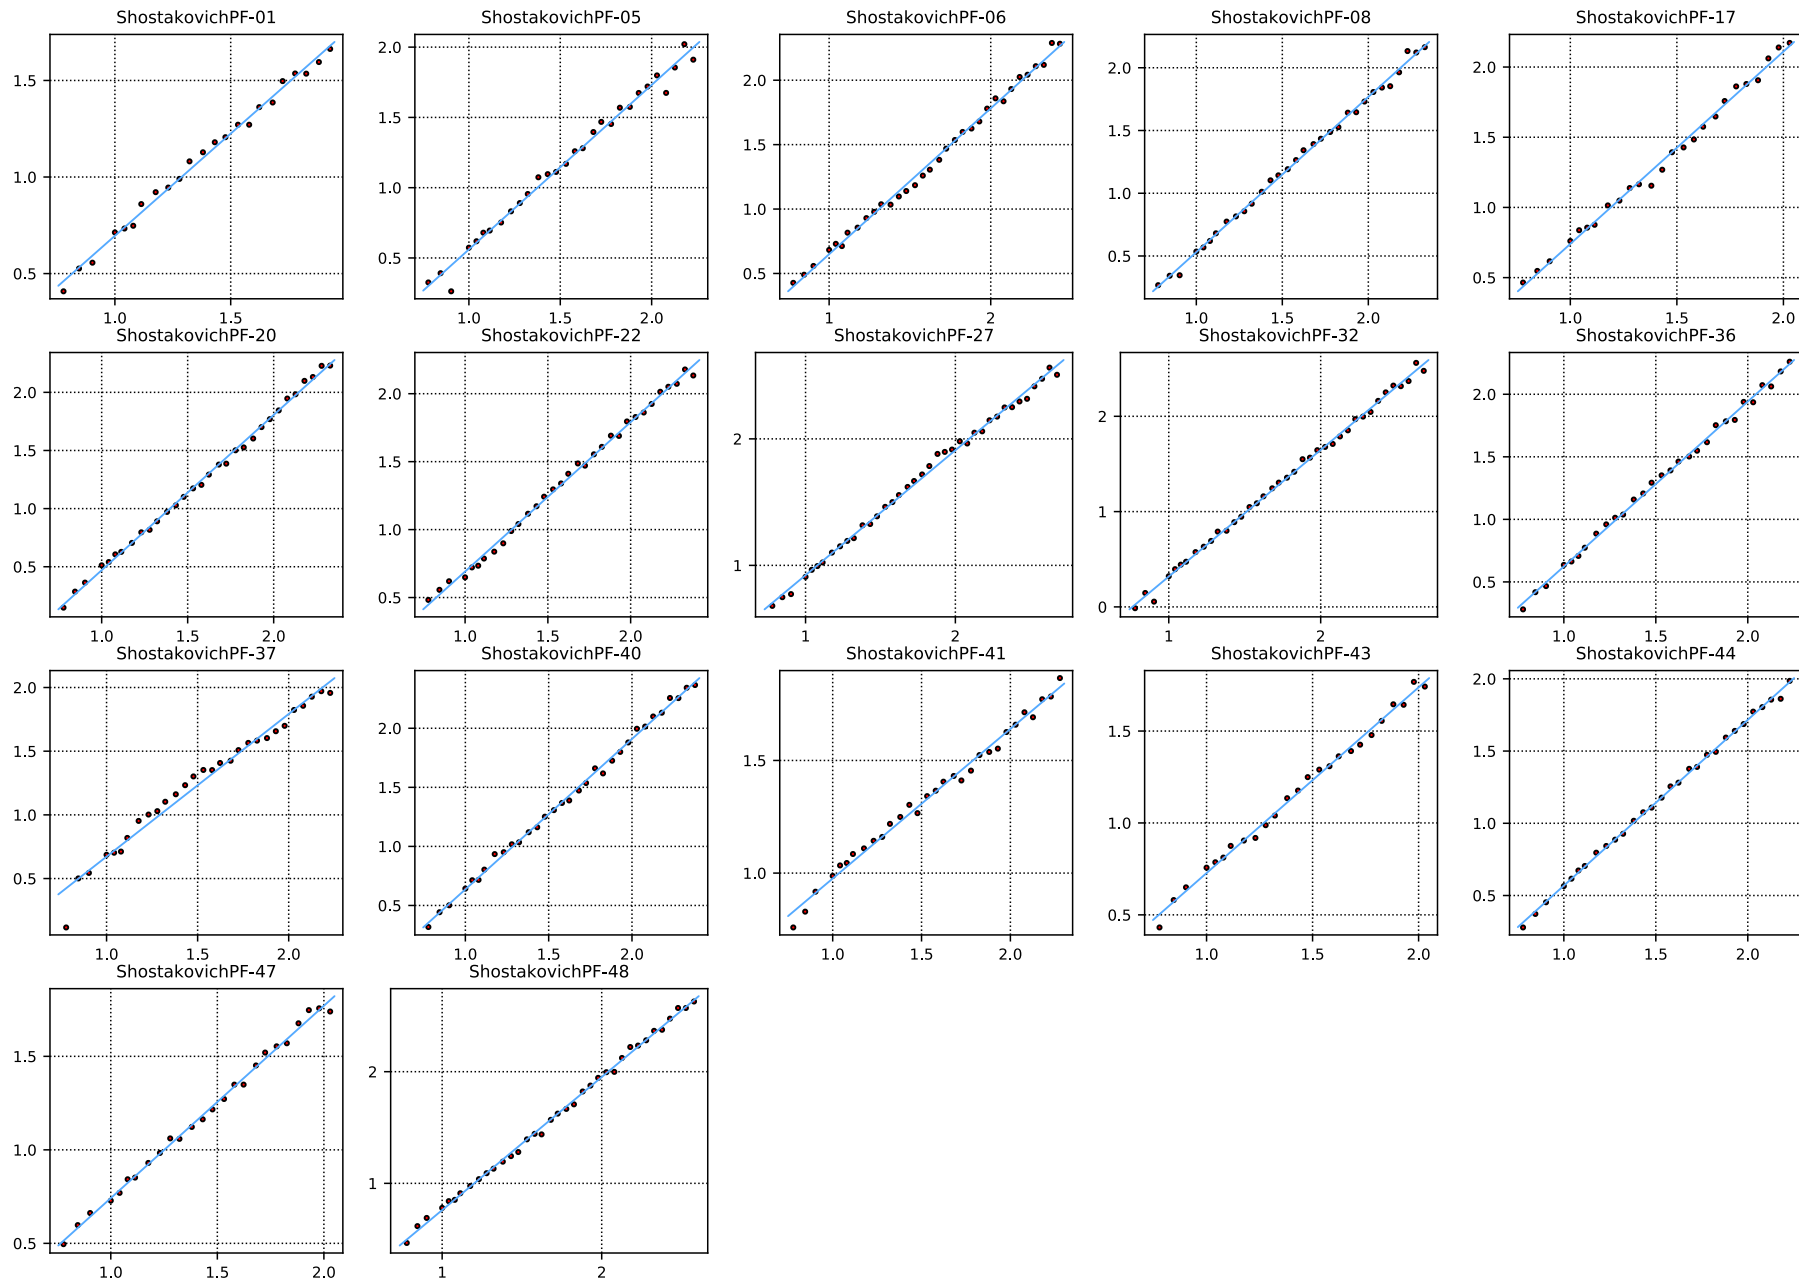 ShostakovichPF-01 ShostakovichPF-05 ShostakovichPF-06 ShostakovichPF-08 ShostakovichPF-17
1.5 2.0 2.0 2.0 2.0
1.5 1.5 1.5 1.5
1.0 1.0 1.0 1.0 1.0
0.5 0.5 0.5 0.5 0.5
1.0 1.5 1.0 1.5 2.0 1 2 1.0 1.5 2.0 1.0 1.5 2.0
ShostakovichPF-20 ShostakovichPF-22 ShostakovichPF-27 ShostakovichPF-32 ShostakovichPF-36
2.0 2.0 2 2 2.0
1.5 1.5 1.5
1.0 1.0 1 1 1.0
0.5 0.5 0 0.5
1.0 1.5 2.0 1.0 1.5 2.0 1 2 1 2 1.0 1.5 2.0
ShostakovichPF-37 ShostakovichPF-40 ShostakovichPF-41 ShostakovichPF-43 ShostakovichPF-44
2.0 2.0 1.5 1.5 2.0
1.5 1.5 1.5
1.0 1.0 1.0 1.0 1.0
0.5 0.5 0.5 0.5
1.0 1.5 2.0 1.0 1.5 2.0 1.0 1.5 2.0 1.0 1.5 2.0 1.0 1.5 2.0
ShostakovichPF-47 ShostakovichPF-48
1.5 2
1.0 1
0.5
1.0 1.5 2.0 1 2